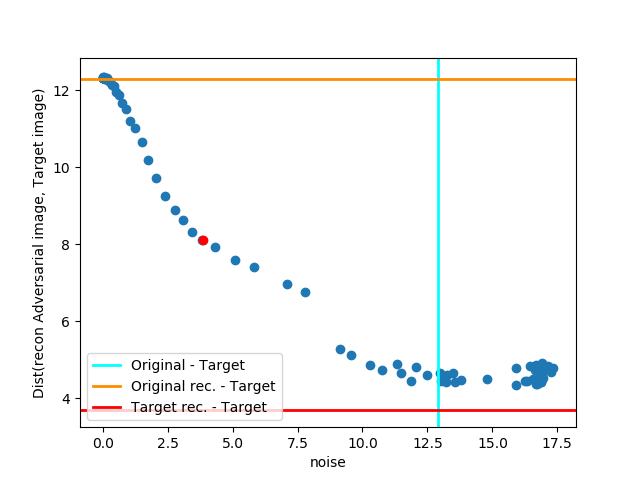 12
10
8
6
4
Dist(recon Adversarial image, Target image)
Original - Target
Original rec. - Target
Target rec. - Target
0.0 2.5 5.0 7.5 10.0 12.5 15.0 17.5
noise